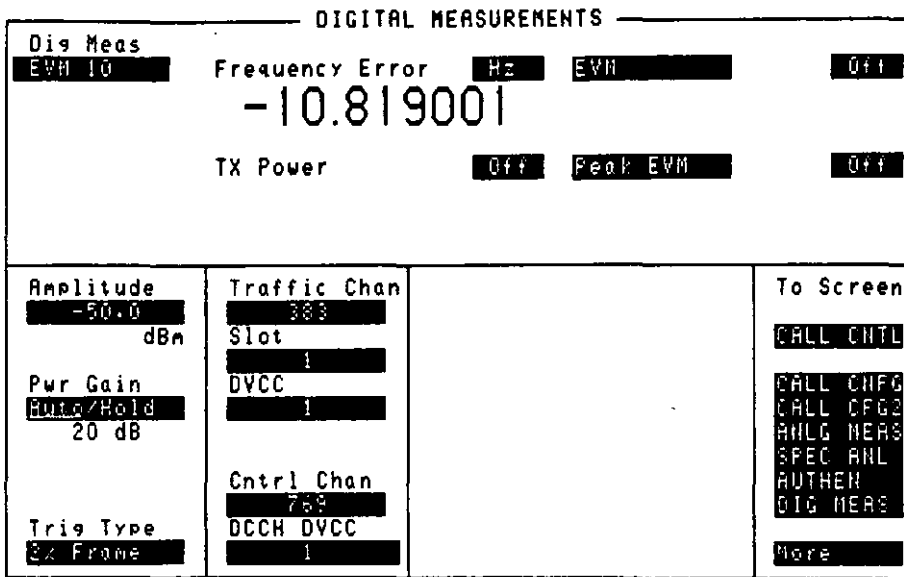 DIGITAL MEASUREMENTS
Dig Meas
EVM 10
Frequency Error Hz
-10.819001
EVM Off
TX Power Off
Peak EVM Off
Amplitude
-50.0
dBm
Pwr Gain
Auto/Hold
20 dB
Trig Type
2x Frame
Traffic Chan
383
Slot
1
DVCC
1
Cntrl Chan
769
DCCH DVCC
1
To Screen
CALL CNTL
CALL CNFG
CALL CFG2
ANLG MEAS
SPEC ANL
AUTHEN
DIG MEAS
More